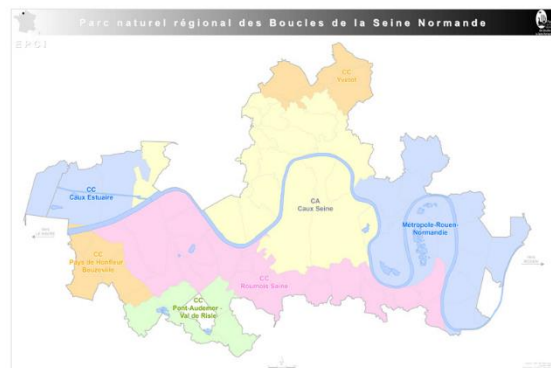 Parc naturel régional des Boucles de la Seine Normande
EPCI
CC
Yvetot
CC
Caux Estuaire
CA
Caux Seine
Métropole-Rouen-
Normandie
CC
Pays de Honfleur
Beuzeville
CC
Roumois Seine
CC
Pont-Audemer -
Val de Risle